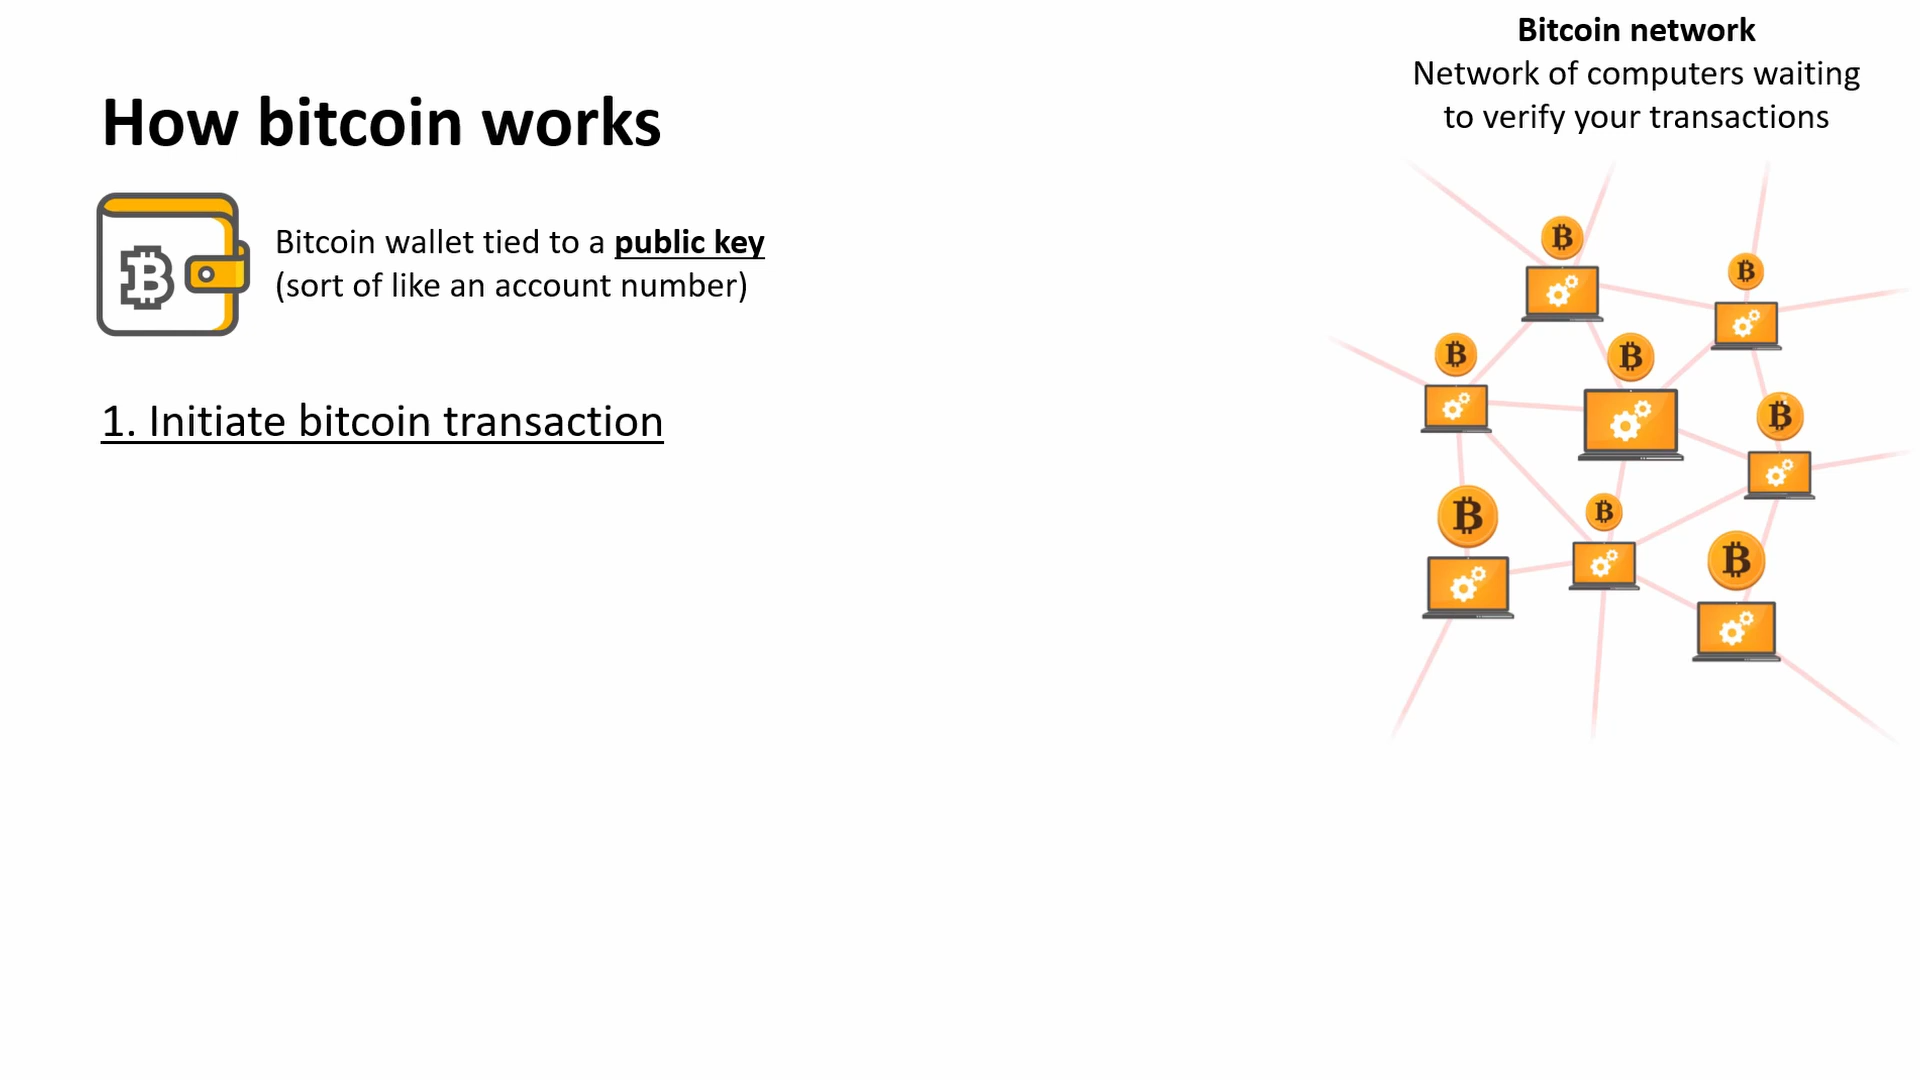 How bitcoin works
Bitcoin wallet tied to a public key
(sort of like an account number)
1. Initiate bitcoin transaction
Bitcoin network
Network of computers waiting
to verify your transactions